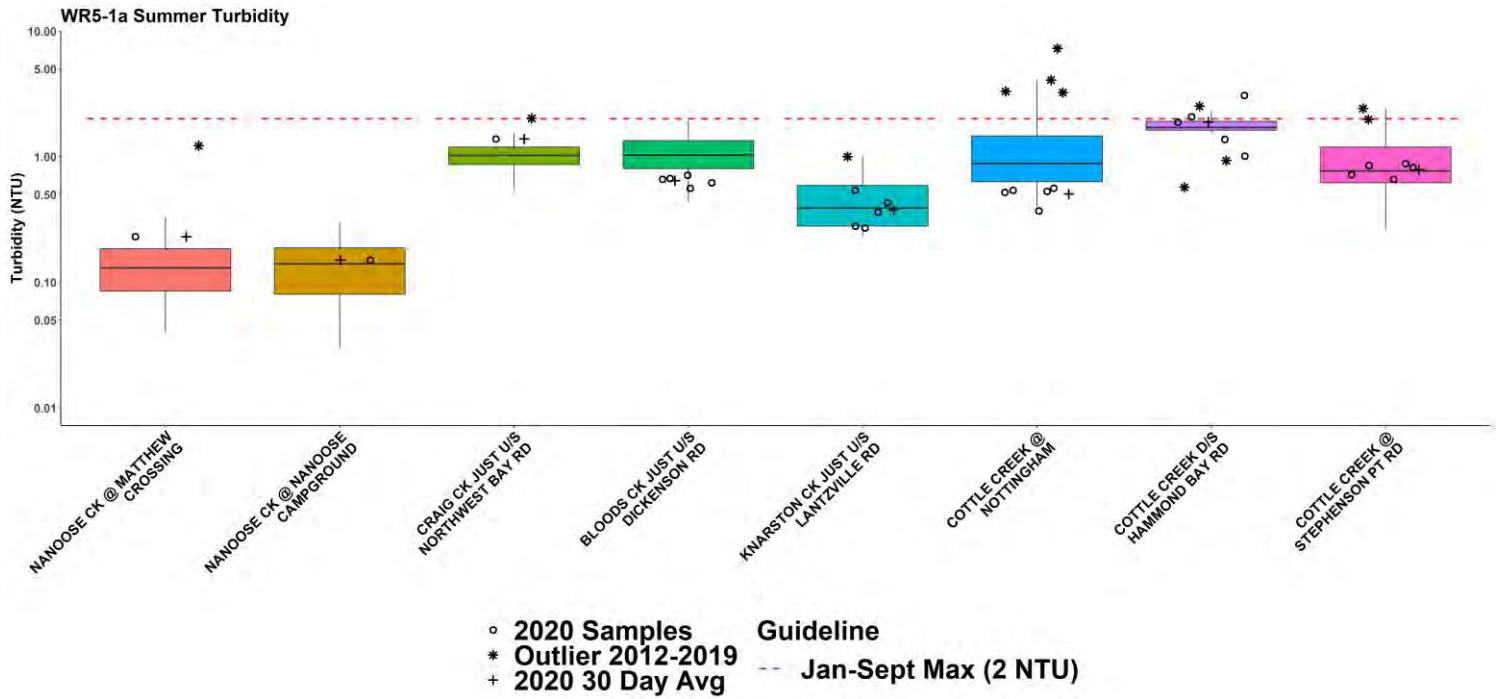 WR5-1a Summer Turbidity
10.00
5.00
1.00
0.50
0.10
0.05
0.01
Turbidity (NTU)
NANOOSE CK @ MATTHEW
CROSSING
NANOOSE CK @ NANOOSE
CAMPGROUND
CRAIG CK JUST U/S
NORTHWEST BAY RD
BLOODS CK JUST U/S
DICKENSON RD
KNARSTON CK JUST U/S
LANTZVILLE RD
COTTLE CREEK @
NOTTINGHAM
COTTLE CREEK D/S
HAMMOND BAY RD
COTTLE CREEK @
STEPHENSON PT RD
2020 Samples
Outlier 2012-2019
2020 30 Day Avg
Guideline
Jan-Sept Max (2 NTU)